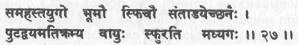 समहस्तयुगो भूमौ स्फिचौ संताडयेच्छनैः ।
पुटद्वयमतिक्रम्य वायुः स्फुरति मध्यगः ।। २७ ।।